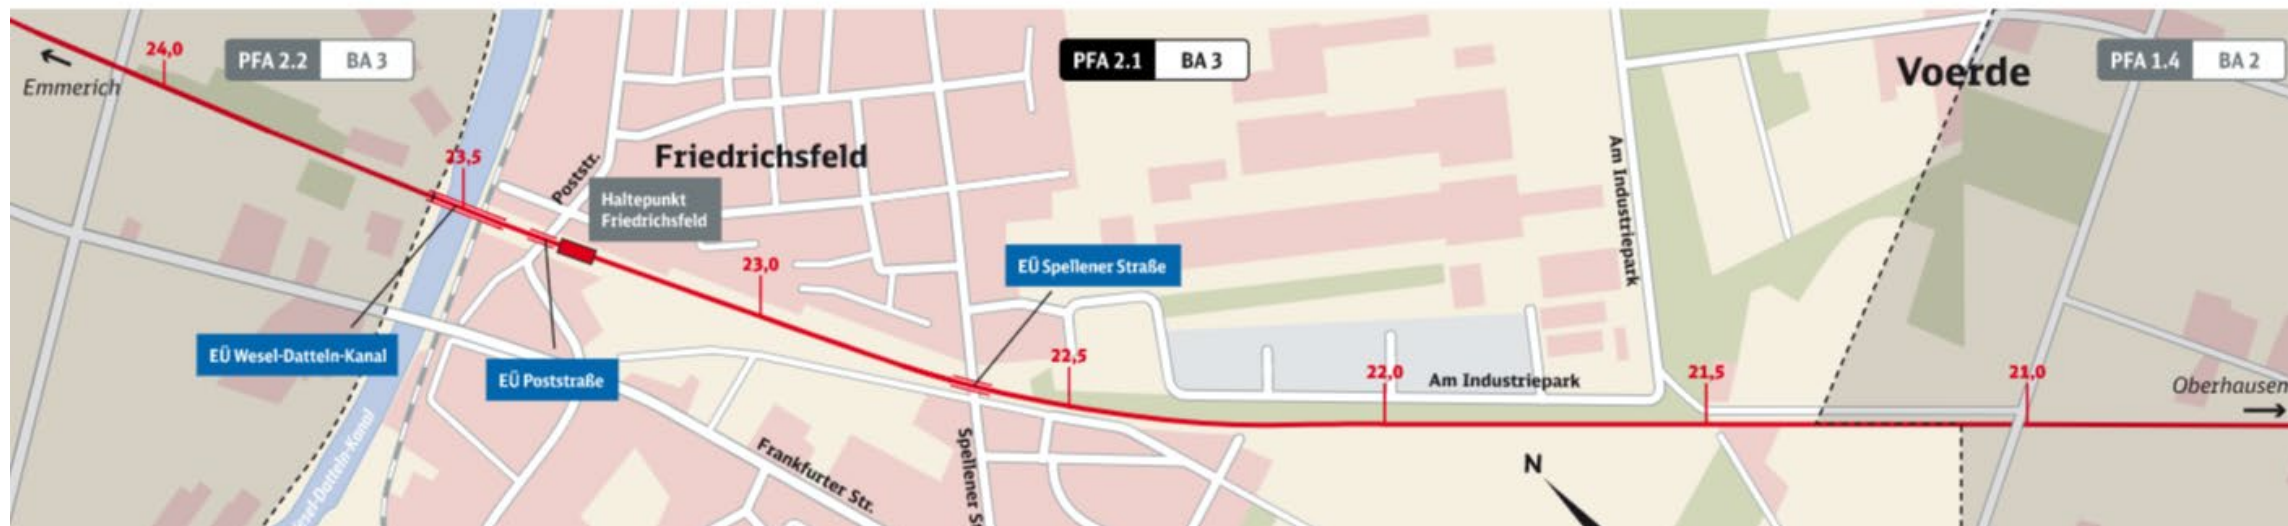 PFA 2.2 BA 3
PFA 2.1 BA 3
PFA 1.4 BA 2
24,0
Emmerich
Voerde
23,5
Friedrichsfeld
Poststr.
Haltepunkt
Friedrichsfeld
Am Industriepark
23,0
EÜ Spellener Straße
EÜ Wesel-Datteln-Kanal
EÜ Poststraße
22,5
22,0
Am Industriepark
21,5
21,0
Oberhausen
esel-Datteln-Kanal
Frankfurter Str.
Spellener S
N